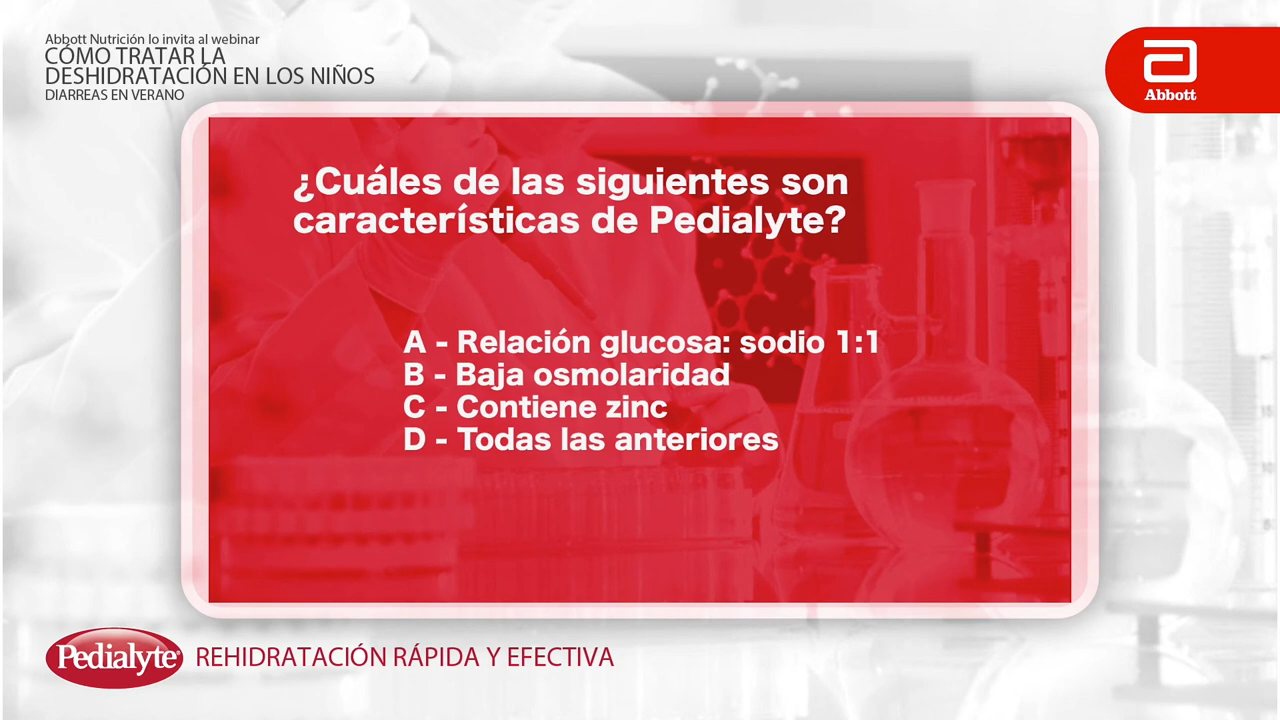 Abbott Nutrición lo invita al webinar
CÓMO TRATAR LA
DESHIDRATACIÓN EN LOS NIÑOS
DIARREAS EN VERANO
Abbott
¿Cuáles de las siguientes son
características de Pedialyte?
A - Relación glucosa: sodio 1:1
B - Baja osmolaridad
C - Contiene zinc
D - Todas las anteriores
Pedialyte®
REHIDRATACIÓN RÁPIDA Y EFECTIVA